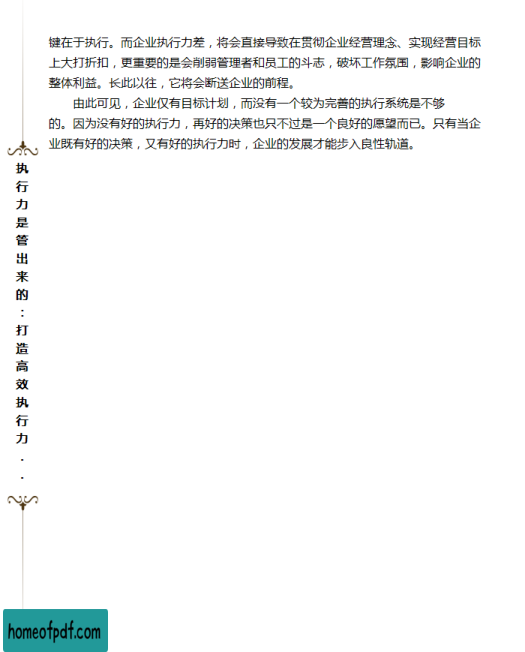 键在于执行。而企业执行力差，将会直接导致在贯彻企业经营理念、实现经营目标
上大打折扣，更重要的是会削弱管理者和员工的斗志，破坏工作氛围，影响企业的
整体利益。长此以往，它将会断送企业的前程。
由此可见，企业仅有目标计划，而没有一个较为完善的执行系统是不够
的。因为没有好的执行力，再好的决策也只不过是一个良好的愿望而已。只有当企
业既有好的决策，又有好的执行力时，企业的发展才能步入良性轨道。
执行力是管出来的：打造高效执行力..
homeofpdf.com